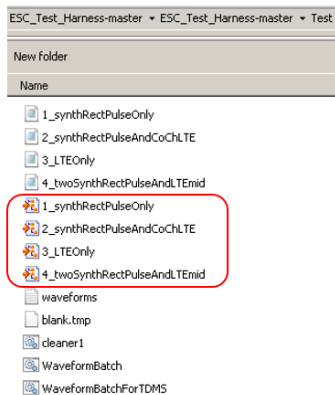 ESC_Test_Harness-master ▾ ESC_Test_Harness-master ▾ Test
New folder
Name
1_synthRectPulseOnly
2_synthRectPulseAndCoChLTE
3_LTEOnly
4_twoSynthRectPulseAndLTEmid
1_synthRectPulseOnly
2_synthRectPulseAndCoChLTE
3_LTEOnly
4_twoSynthRectPulseAndLTEmid
waveforms
blank.tmp
cleaner1
WaveformBatch
WaveformBatchForTDMS